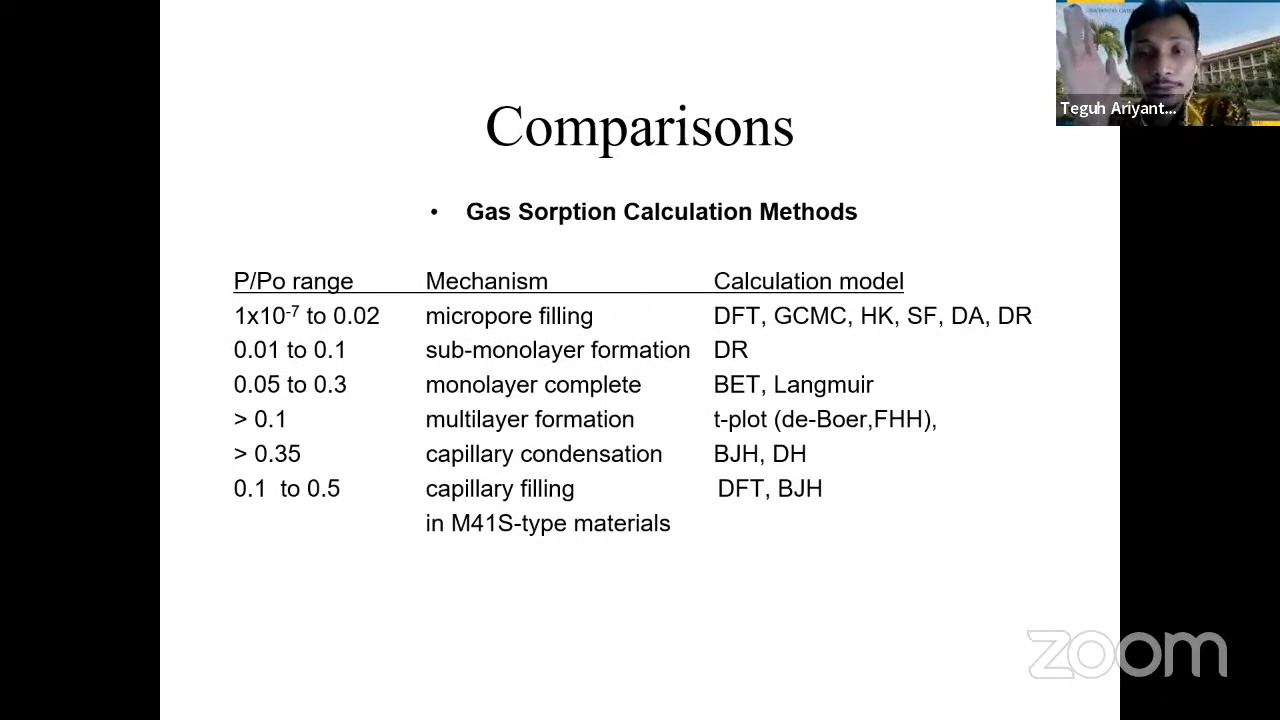 Teguh Ariyant...
Comparisons
• Gas Sorption Calculation Methods
P/Po range Mechanism Calculation model
1x10⁻⁷ to 0.02 micropore filling DFT, GCMC, HK, SF, DA, DR
0.01 to 0.1 sub-monolayer formation DR
0.05 to 0.3 monolayer complete BET, Langmuir
> 0.1 multilayer formation t-plot (de-Boer,FHH),
> 0.35 capillary condensation BJH, DH
0.1 to 0.5 capillary filling DFT, BJH
in M41S-type materials
zoom